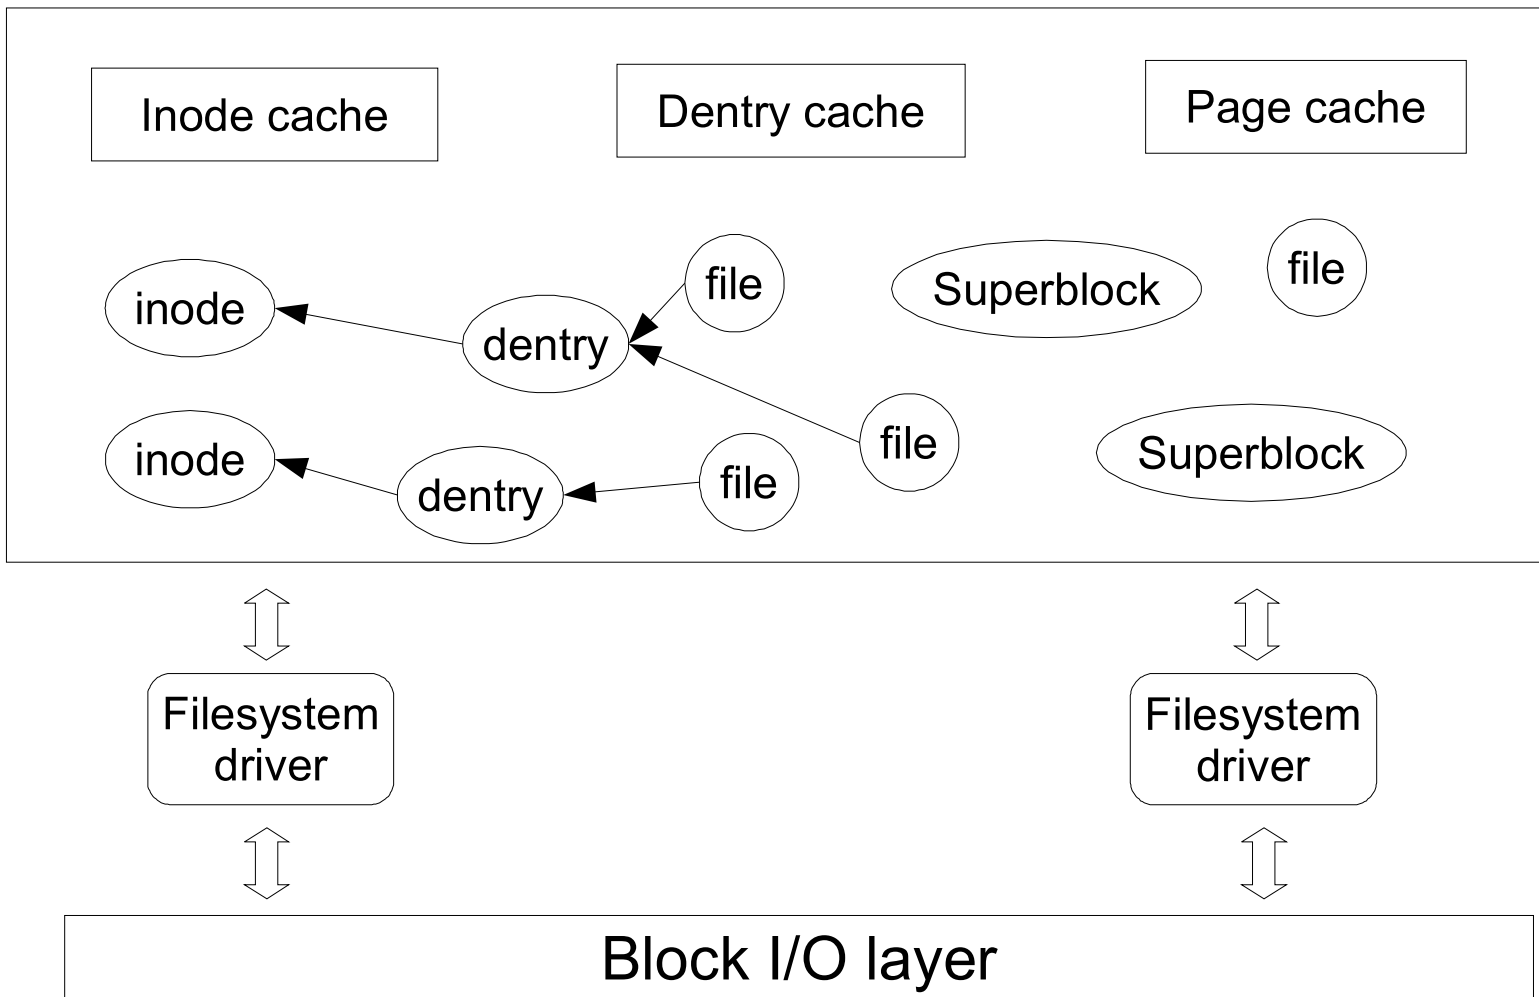 Inode cache
Dentry cache
Page cache
file
file
Superblock
inode
dentry
file
Superblock
inode
dentry
file
Filesystem
driver
Filesystem
driver
Block I/O layer